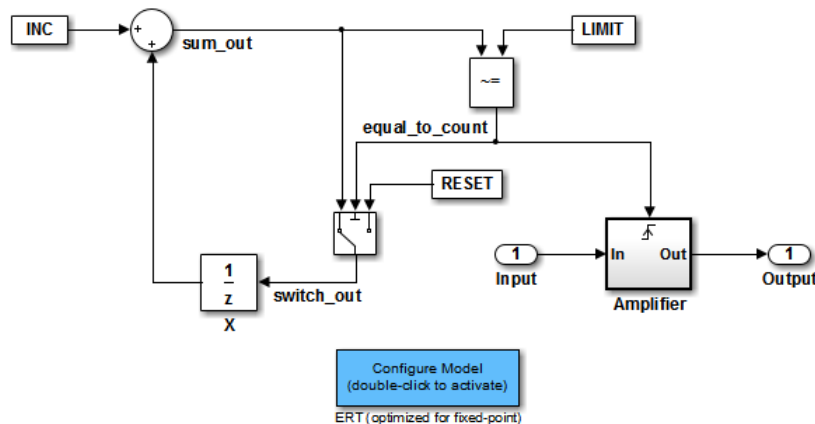 INC
+
+
sum_out
LIMIT
~=
equal_to_count
RESET
1
z
X
switch_out
1
Input
In
Out
Amplifier
1
Output
Configure Model
(double-click to activate)
ERT (optimized for fixed-point)